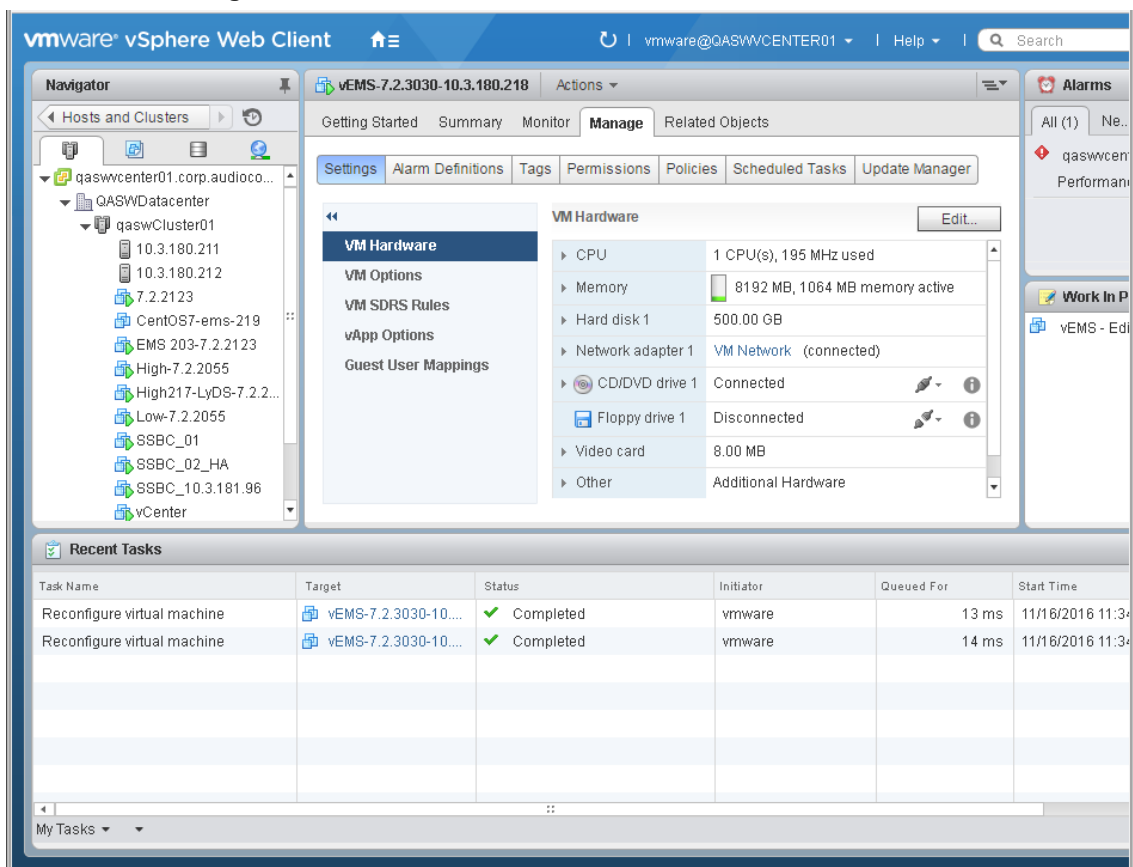 vmware® vSphere Web Client
vmware@QASWVCENTER01 | Help | Search
Navigator
Hosts and Clusters
qaswvcenter01.corp.audioco...
QASWDatacenter
qaswCluster01
10.3.180.211
10.3.180.212
7.2.2123
CentOS7-ems-219
EMS 203-7.2.2123
High-7.2.2055
High217-LyDS-7.2.2...
Low-7.2.2055
SSBC_01
SSBC_02_HA
SSBC_10.3.181.96
vCenter
vEMS-7.2.3030-10.3.180.218 Actions
Getting Started Summary Monitor Manage Related Objects
Settings Alarm Definitions Tags Permissions Policies Scheduled Tasks Update Manager
VM Hardware
VM Options
VM SDRS Rules
vApp Options
Guest User Mappings
VM Hardware Edit...
CPU 1 CPU(s), 195 MHz used
Memory 8192 MB, 1064 MB memory active
Hard disk 1 500.00 GB
Network adapter 1 VM Network (connected)
CD/DVD drive 1 Connected
Floppy drive 1 Disconnected
Video card 8.00 MB
Other Additional Hardware
Alarms
All (1) Ne..
qaswvcen
Performan
Work In P
vEMS - Edi
Recent Tasks
Task Name Target Status Initiator Queued For Start Time
Reconfigure virtual machine vEMS-7.2.3030-10.... Completed vmware 13 ms 11/16/2016 11:34
Reconfigure virtual machine vEMS-7.2.3030-10.... Completed vmware 14 ms 11/16/2016 11:34
My Tasks